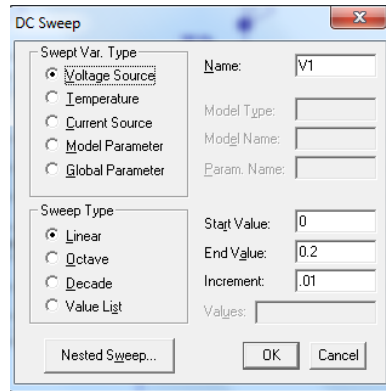 DC Sweep
Swept Var. Type
Voltage Source
Temperature
Current Source
Model Parameter
Global Parameter
Name: V1
Model Type:
Model Name:
Param. Name:
Sweep Type
Linear
Octave
Decade
Value List
Start Value: 0
End Value: 0.2
Increment: .01
Values:
Nested Sweep...
OK
Cancel